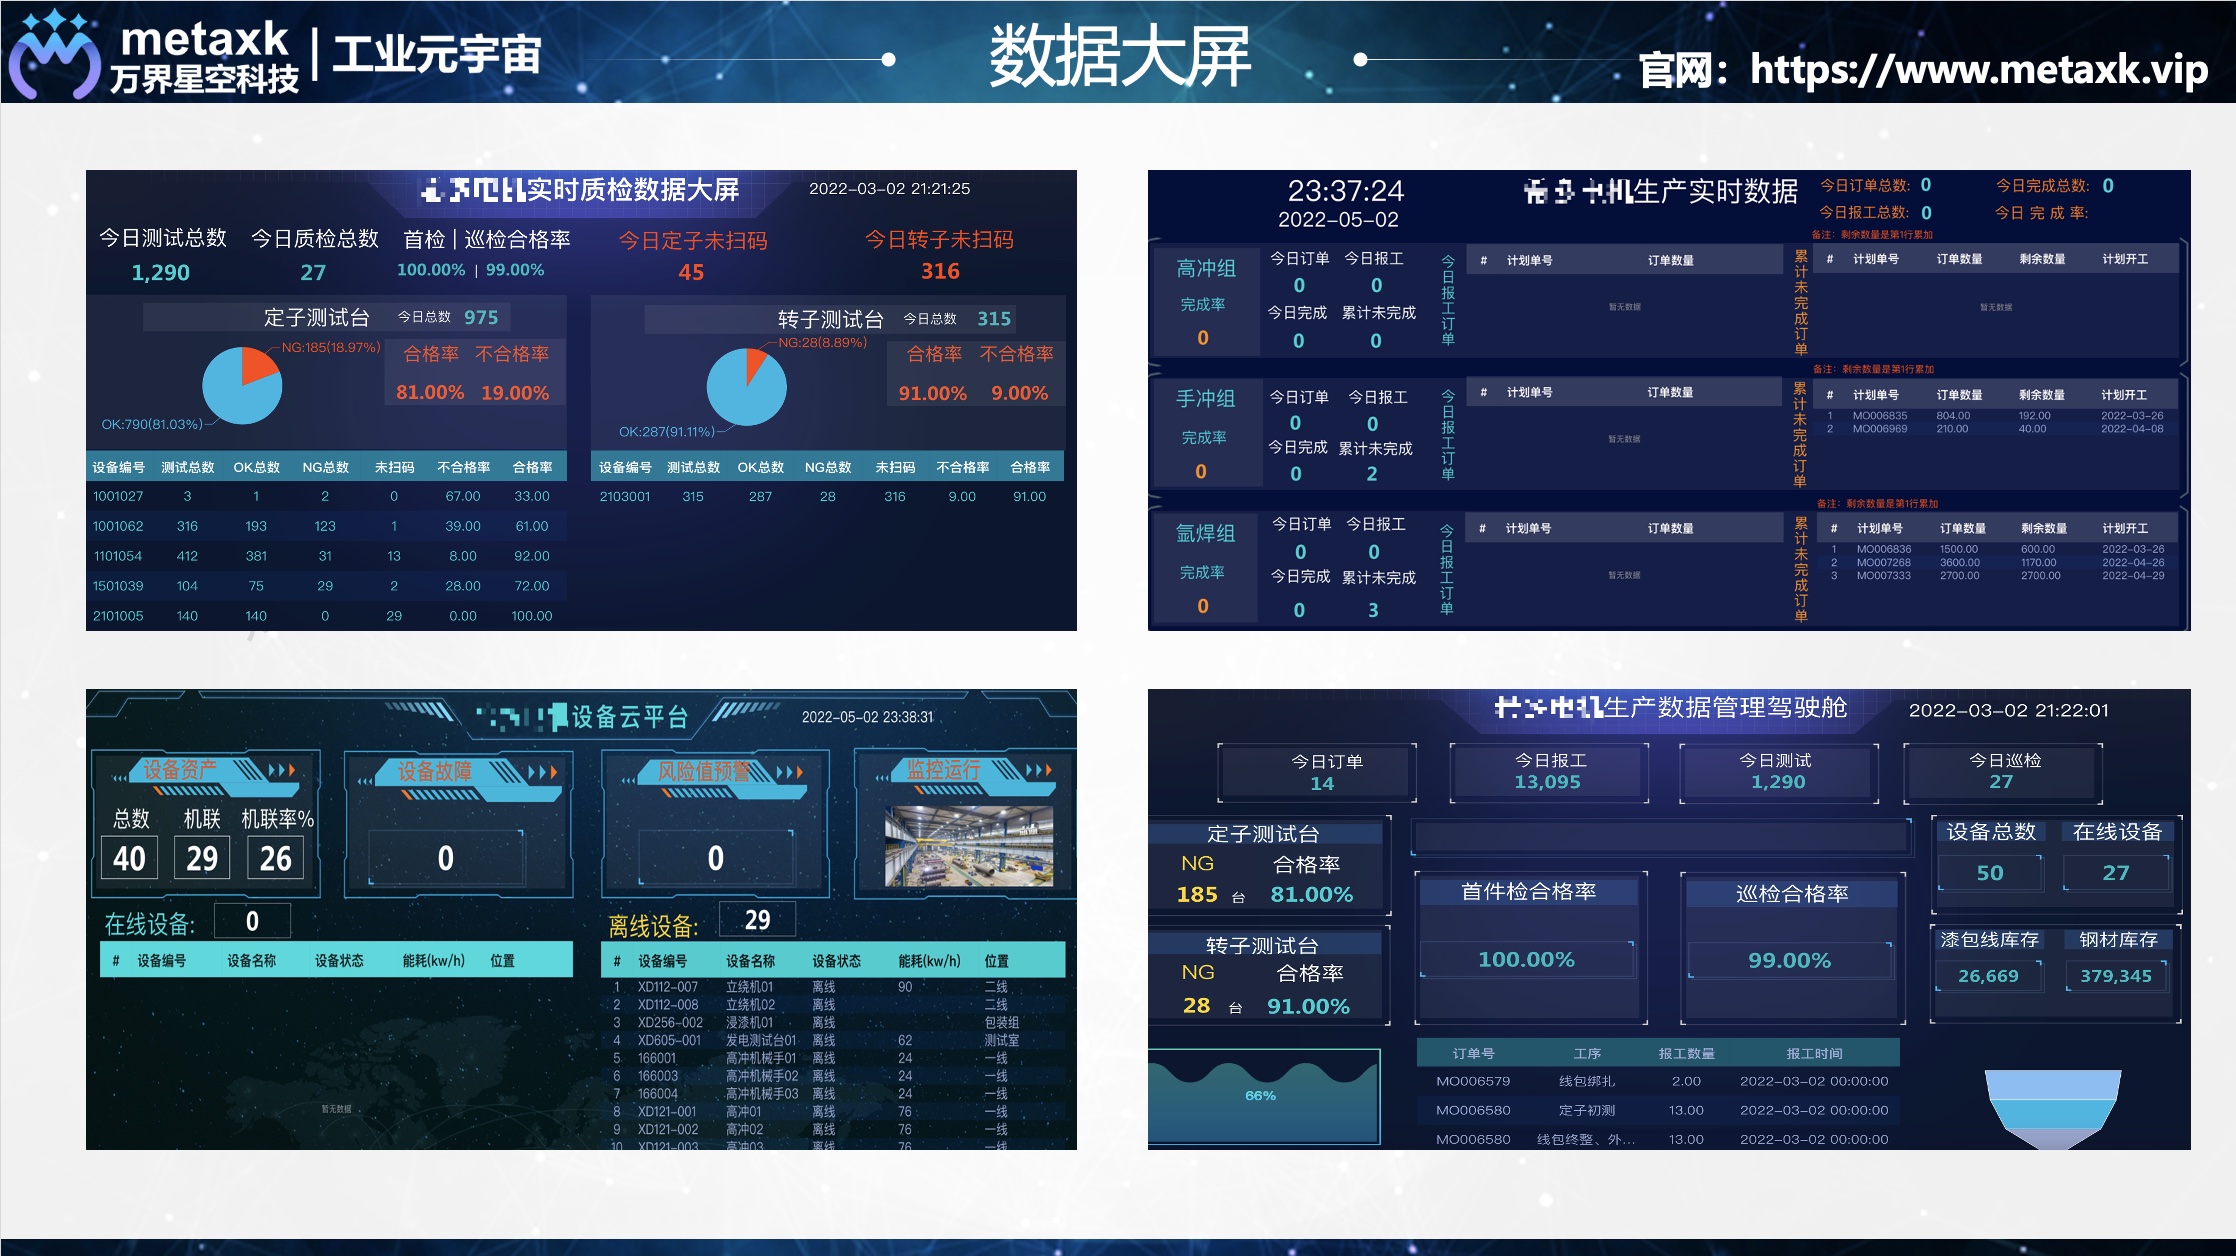 metaxk
万界星空科技
工业元宇宙
数据大屏
官网：https://www.metaxk.vip
实时质检数据大屏
2022-03-02 21:21:25
今日测试总数 今日质检总数 首检 | 巡检合格率 今日定子未扫码 今日转子未扫码
1,290 27 100.00% | 99.00% 45 316
定子测试台 今日总数 975
NG:185(18.97%)
合格率 不合格率
81.00% 19.00%
OK:790(81.03%)
设备编号 测试总数 OK总数 NG总数 未扫码 不合格率 合格率
1001027 3 1 2 0 67.00 33.00
1001062 316 193 123 1 39.00 61.00
1101054 412 381 31 13 8.00 92.00
1501039 104 75 29 2 28.00 72.00
2101005 140 140 0 29 0.00 100.00
转子测试台 今日总数 315
NG:28(8.89%)
合格率 不合格率
91.00% 9.00%
OK:287(91.11%)
设备编号 测试总数 OK总数 NG总数 未扫码 不合格率 合格率
2103001 315 287 28 316 9.00 91.00
23:37:24
2022-05-02
生产实时数据
今日订单总数: 0 今日完成总数: 0
今日报工总数: 0 今日完成率:
备注：剩余数量是第1行累加
高冲组
完成率
0
今日订单 今日报工
0 0
今日完成 累计未完成
0 0
今日报工订单
# 计划单号 订单数量
暂无数据
累计未完成订单
# 计划单号 订单数量 剩余数量 计划开工
暂无数据
备注：剩余数量是第1行累加
手冲组
完成率
0
今日订单 今日报工
0 0
今日完成 累计未完成
0 2
今日报工订单
# 计划单号 订单数量
暂无数据
累计未完成订单
# 计划单号 订单数量 剩余数量 计划开工
1 MO006835 804.00 192.00 2022-03-26
2 MO006969 210.00 40.00 2022-04-08
备注：剩余数量是第1行累加
氩焊组
完成率
0
今日订单 今日报工
0 0
今日完成 累计未完成
0 3
今日报工订单
# 计划单号 订单数量
暂无数据
累计未完成订单
# 计划单号 订单数量 剩余数量 计划开工
1 MO006836 1500.00 600.00 2022-03-26
2 MO007268 3600.00 1170.00 2022-04-26
3 MO007333 2700.00 2700.00 2022-04-29
设备云平台
2022-05-02 23:38:31
设备资产 设备故障 风险值预警 监控运行
总数 机联 机联率%
40 29 26
0
0
在线设备: 0
# 设备编号 设备名称 设备状态 能耗(kw/h) 位置
暂无数据
离线设备: 29
# 设备编号 设备名称 设备状态 能耗(kw/h) 位置
1 XD112-007 立绕机01 离线 90 二线
2 XD112-008 立绕机02 离线 二线
3 XD256-002 浸漆机01 离线 包装组
4 XD605-001 发电测试台01 离线 62 测试室
5 166001 高冲机械手01 离线 24 一线
6 166003 高冲机械手02 离线 24 一线
7 166004 高冲机械手03 离线 24 一线
8 XD121-001 高冲01 离线 76 一线
9 XD121-002 高冲02 离线 76 一线
10 XD121-003 高冲03 离线 76 一线
生产数据管理驾驶舱
2022-03-02 21:22:01
今日订单 今日报工 今日测试 今日巡检
14 13,095 1,290 27
定子测试台
NG 合格率
185 台 81.00%
转子测试台
NG 合格率
28 台 91.00%
首件检合格率
100.00%
巡检合格率
99.00%
设备总数 在线设备
50 27
漆包线库存 钢材库存
26,669 379,345
66%
订单号 工序 报工数量 报工时间
MO006579 线包绑扎 2.00 2022-03-02 00:00:00
MO006580 定子初测 13.00 2022-03-02 00:00:00
MO006580 线包终整、外... 13.00 2022-03-02 00:00:00